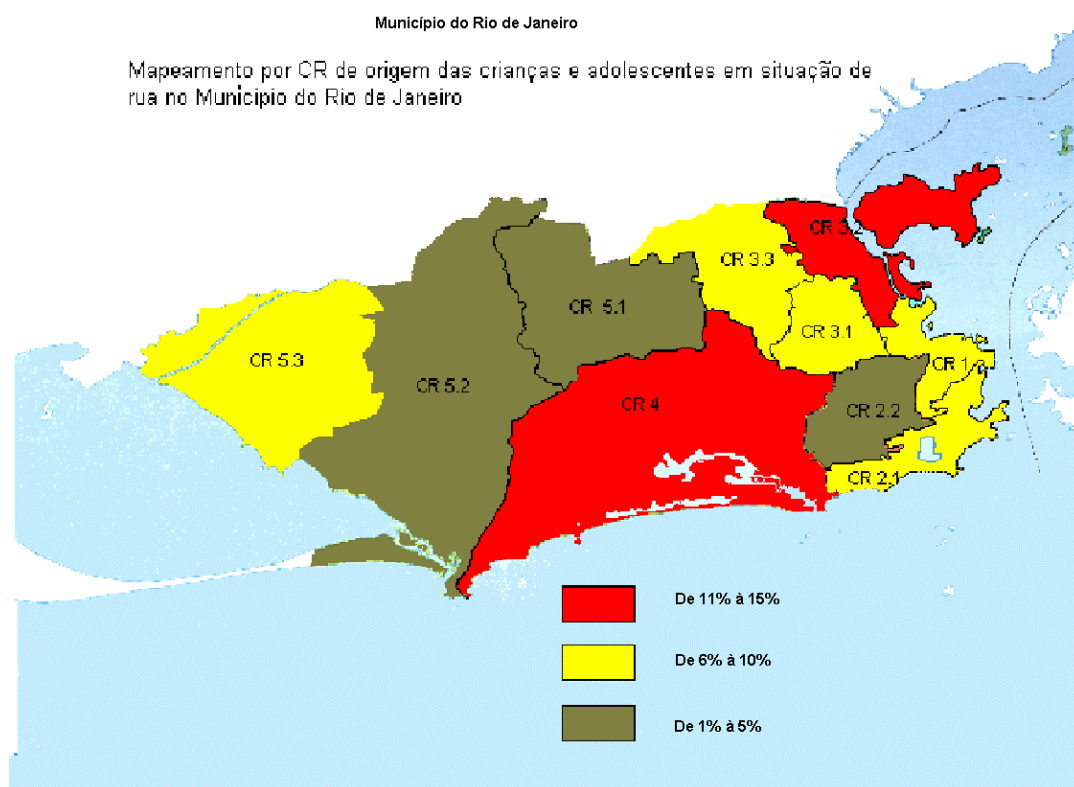 Município do Rio de Janeiro
Mapeamento por CR de origem das crianças e adolescentes em situação de
rua no Município do Rio de Janeiro
CR 3.2
CR 3.3
CR 5.1
CR 3.1
CR 5.3
CR 1
CR 5.2
CR 4
CR 2.2
CR 2.1
De 11% à 15%
De 6% à 10%
De 1% à 5%